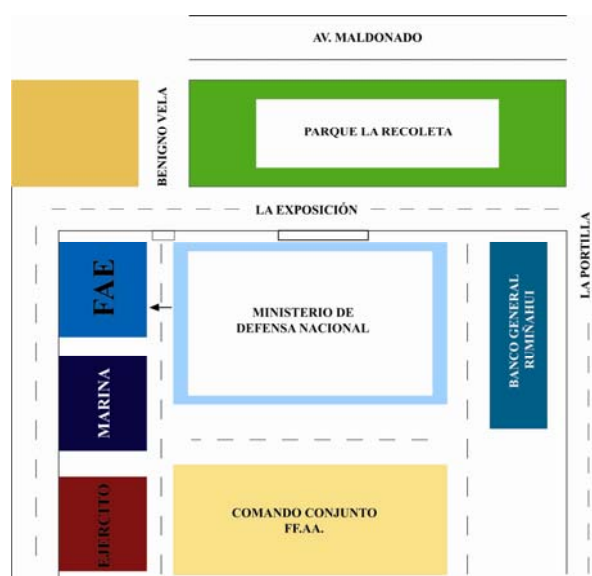 AV. MALDONADO
BENIGNO VELA
PARQUE LA RECOLETA
LA EXPOSICIÓN
LA PORTILLA
FAE
MINISTERIO DE
DEFENSA NACIONAL
BANCO GENERAL
RUMIÑAHUI
MARINA
EJERCITO
COMANDO CONJUNTO
FF.AA.